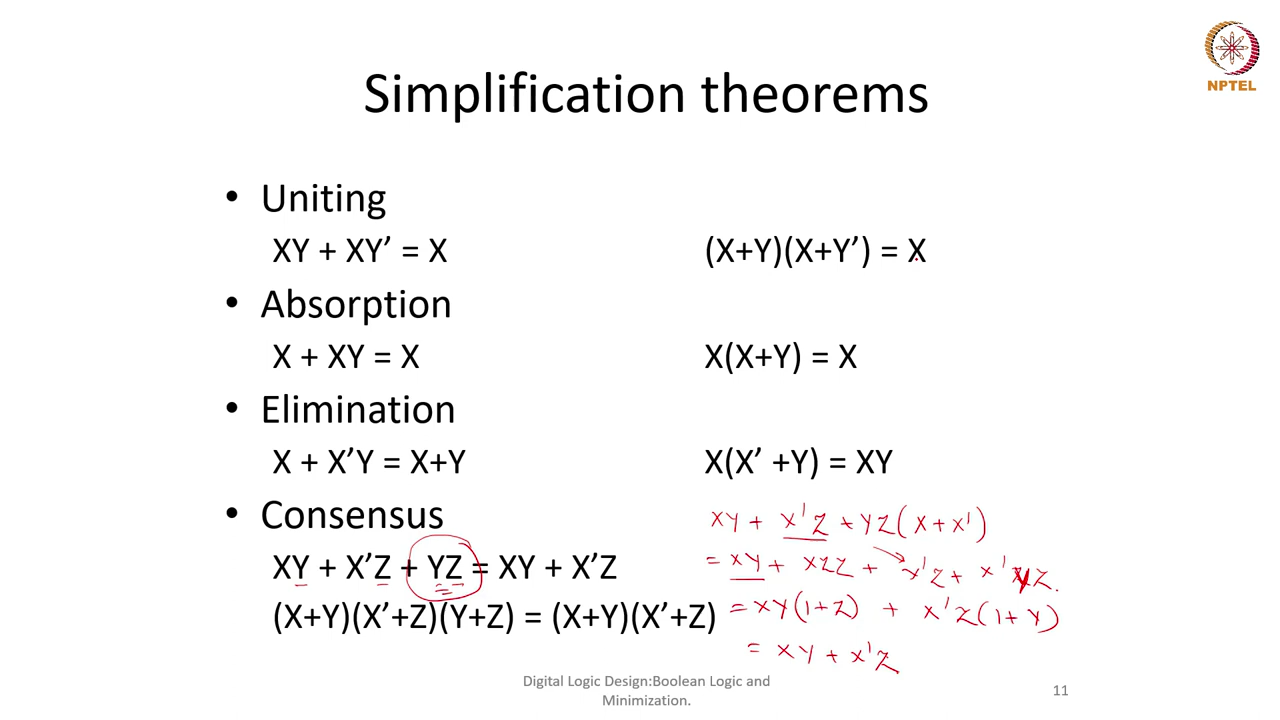 NPTEL
Simplification theorems
• Uniting
XY + XY’ = X
(X+Y)(X+Y’) = X
• Absorption
X + XY = X
X(X+Y) = X
• Elimination
X + X’Y = X+Y
X(X’ +Y) = XY
• Consensus
XY + X’Z + YZ = XY + X’Z
(X+Y)(X’+Z)(Y+Z) = (X+Y)(X’+Z)
XY + X'Z + YZ(X+X')
= XY + XZZ + X'Z + X'YZ.
= XY(1+Z) + X'Z(1+Y)
= XY + X'Z
Digital Logic Design:Boolean Logic and
Minimization.
11